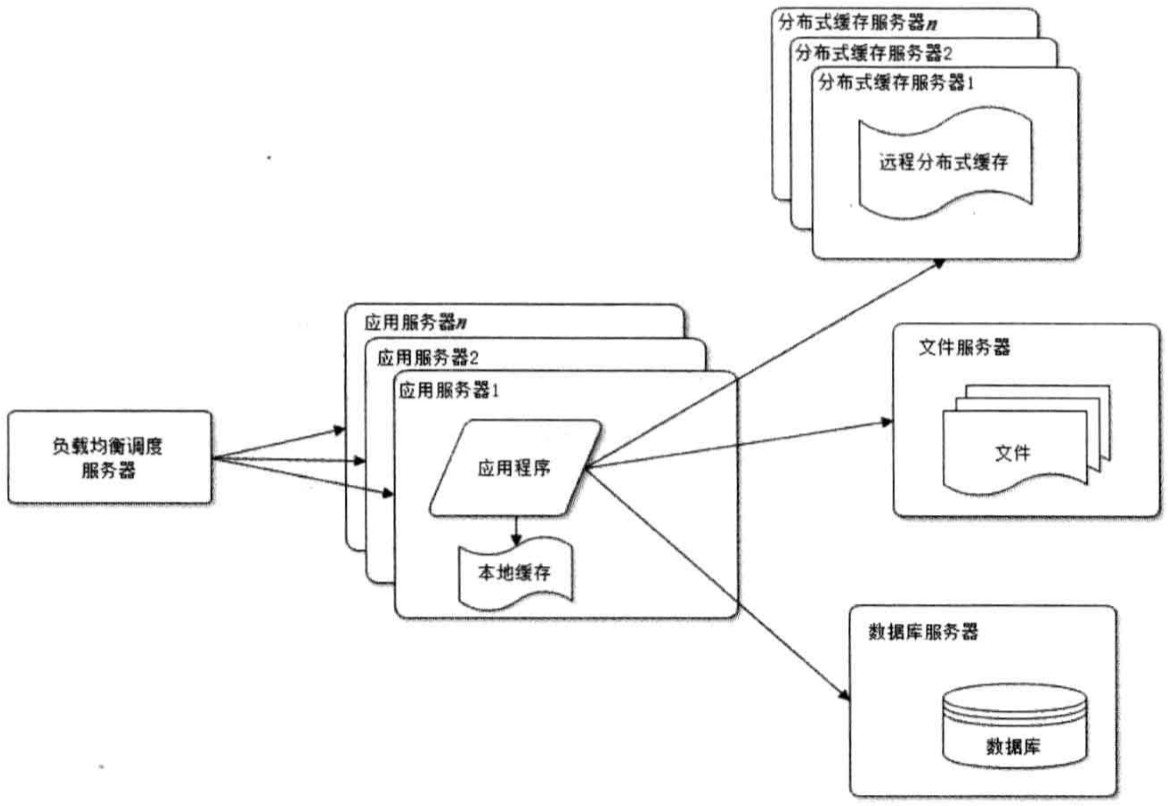 分布式缓存服务器n
分布式缓存服务器2
分布式缓存服务器1
远程分布式缓存
应用服务器n
应用服务器2
应用服务器1
文件服务器
负载均衡调度
服务器
应用程序
文件
本地缓存
数据库服务器
数据库